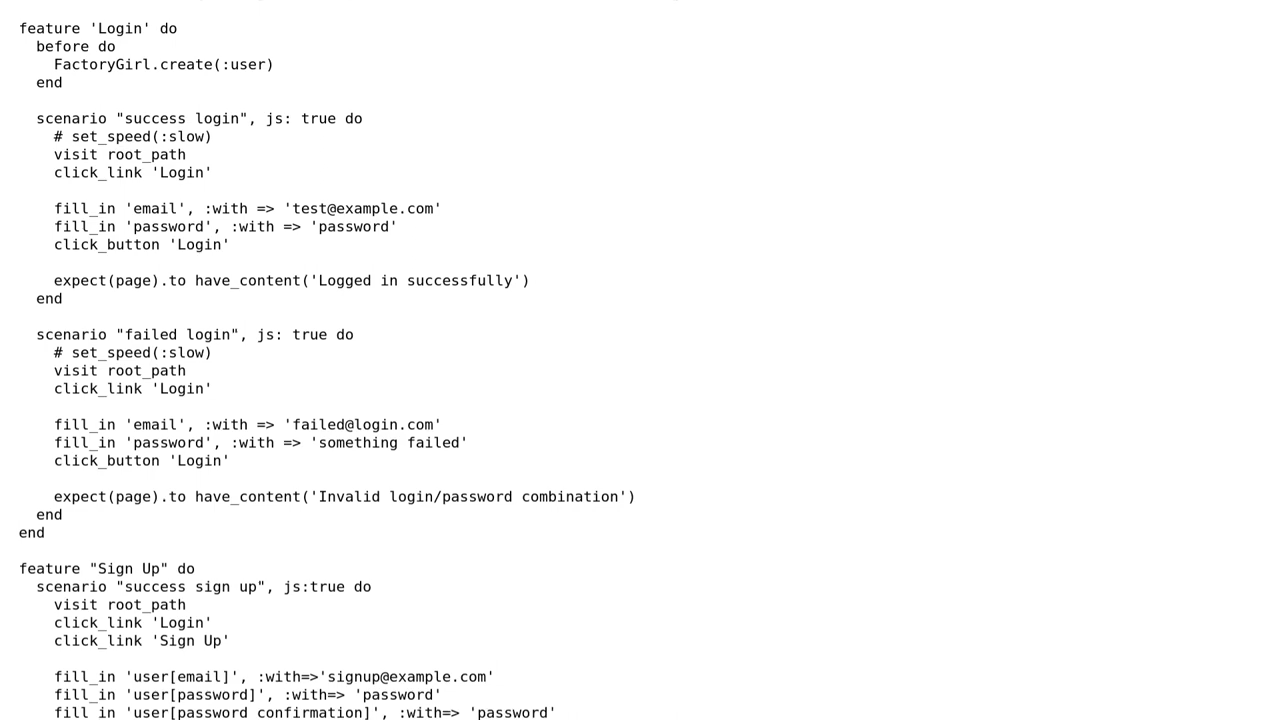 feature 'Login' do
  before do
    FactoryGirl.create(:user)
  end

  scenario "success login", js: true do
    # set_speed(:slow)
    visit root_path
    click_link 'Login'

    fill_in 'email', :with => 'test@example.com'
    fill_in 'password', :with => 'password'
    click_button 'Login'

    expect(page).to have_content('Logged in successfully')
  end

  scenario "failed login", js: true do
    # set_speed(:slow)
    visit root_path
    click_link 'Login'

    fill_in 'email', :with => 'failed@login.com'
    fill_in 'password', :with => 'something failed'
    click_button 'Login'

    expect(page).to have_content('Invalid login/password combination')
  end
end

feature "Sign Up" do
  scenario "success sign up", js:true do
    visit root_path
    click_link 'Login'
    click_link 'Sign Up'

    fill_in 'user[email]', :with=>'signup@example.com'
    fill_in 'user[password]', :with=> 'password'
    fill_in 'user[password_confirmation]', :with=> 'password'